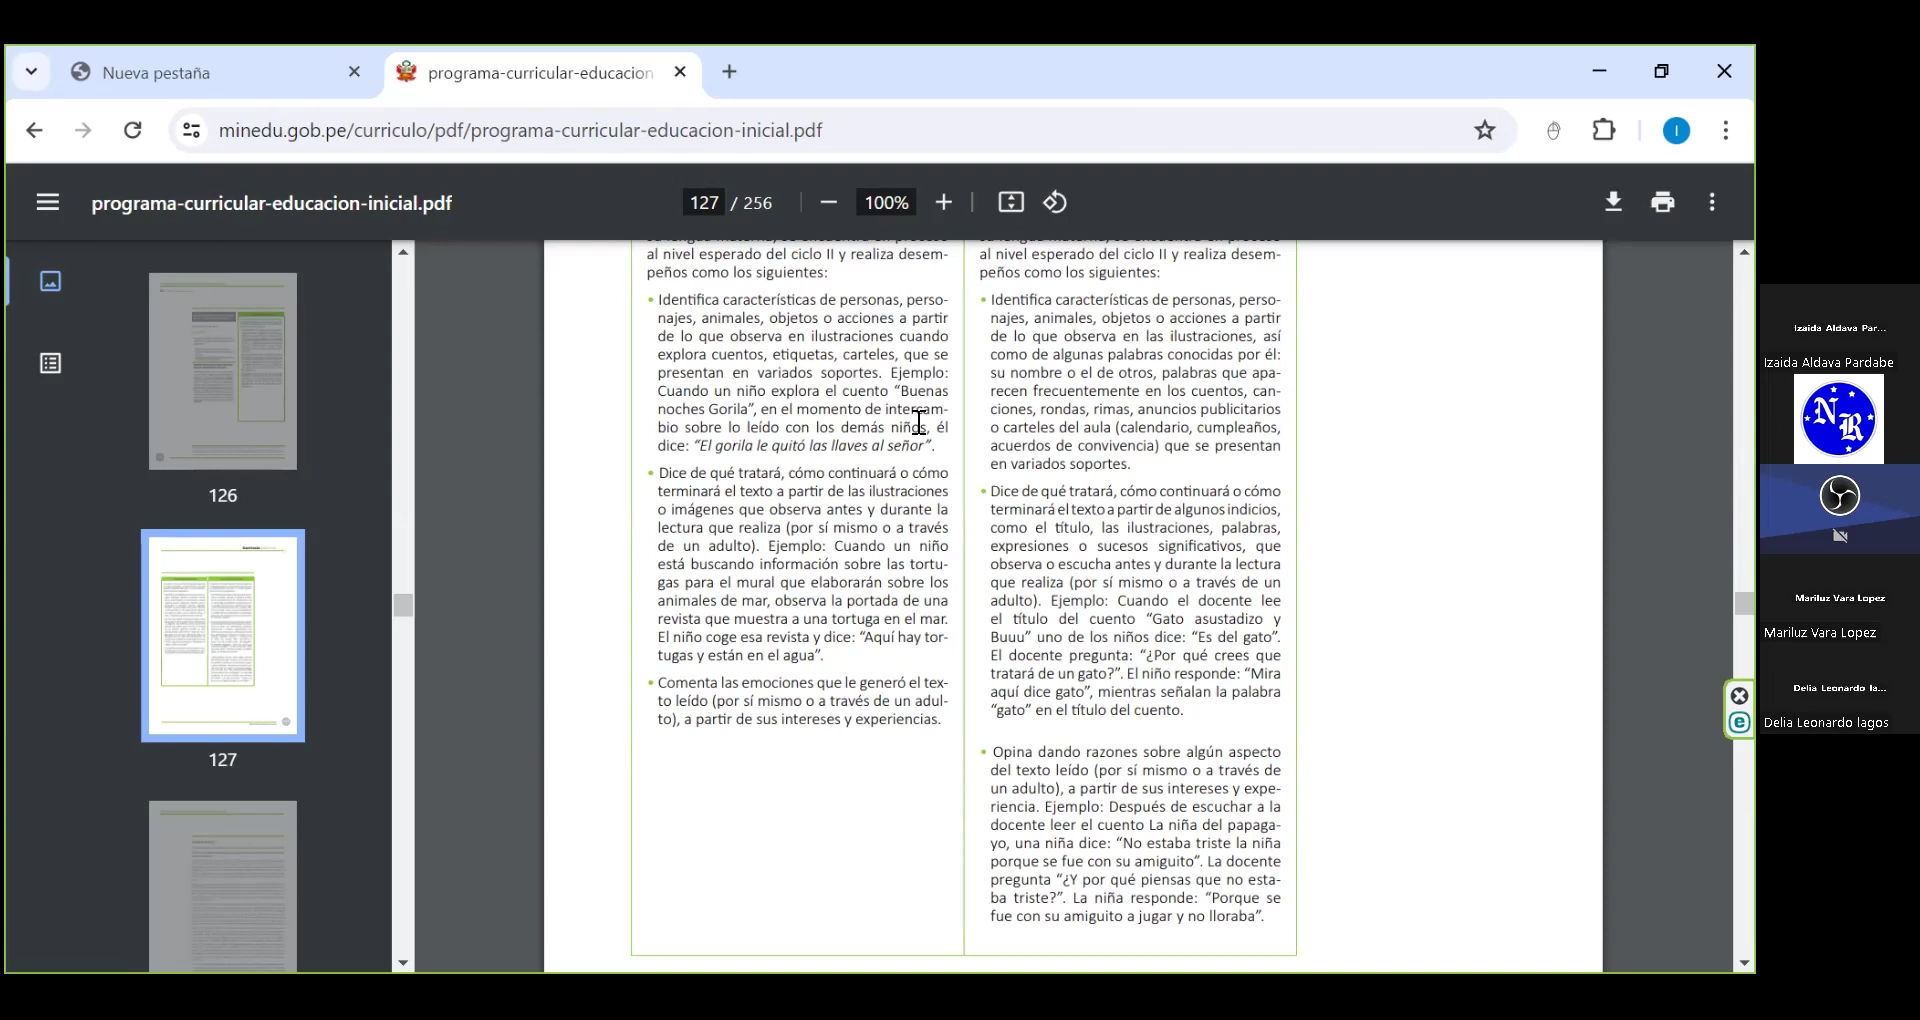 Nueva pestaña
programa-curricular-educacion
minedu.gob.pe/curriculo/pdf/programa-curricular-educacion-inicial.pdf
I
programa-curricular-educacion-inicial.pdf
127 / 256
100%
126
127
al nivel esperado del ciclo II y realiza desem-
peños como los siguientes:
• Identifica características de personas, perso-
najes, animales, objetos o acciones a partir
de lo que observa en ilustraciones cuando
explora cuentos, etiquetas, carteles, que se
presentan en variados soportes. Ejemplo:
Cuando un niño explora el cuento “Buenas
noches Gorila”, en el momento de intercam-
bio sobre lo leído con los demás niños, él
dice: “El gorila le quitó las llaves al señor”.
• Dice de qué tratará, cómo continuará o cómo
terminará el texto a partir de las ilustraciones
o imágenes que observa antes y durante la
lectura que realiza (por sí mismo o a través
de un adulto). Ejemplo: Cuando un niño
está buscando información sobre las tortu-
gas para el mural que elaborarán sobre los
animales de mar, observa la portada de una
revista que muestra a una tortuga en el mar.
El niño coge esa revista y dice: “Aquí hay tor-
tugas y están en el agua”.
• Comenta las emociones que le generó el tex-
to leído (por sí mismo o a través de un adul-
to), a partir de sus intereses y experiencias.
al nivel esperado del ciclo II y realiza desem-
peños como los siguientes:
• Identifica características de personas, perso-
najes, animales, objetos o acciones a partir
de lo que observa en las ilustraciones, así
como de algunas palabras conocidas por él:
su nombre o el de otros, palabras que apa-
recen frecuentemente en los cuentos, can-
ciones, rondas, rimas, anuncios publicitarios
o carteles del aula (calendario, cumpleaños,
acuerdos de convivencia) que se presentan
en variados soportes.
• Dice de qué tratará, cómo continuará o cómo
terminará el texto a partir de algunos indicios,
como el título, las ilustraciones, palabras,
expresiones o sucesos significativos, que
observa o escucha antes y durante la lectura
que realiza (por sí mismo o a través de un
adulto). Ejemplo: Cuando el docente lee
el título del cuento “Gato asustadizo y
Buuu” uno de los niños dice: “Es del gato”.
El docente pregunta: “¿Por qué crees que
tratará de un gato?”. El niño responde: “Mira
aquí dice gato”, mientras señalan la palabra
“gato” en el título del cuento.
• Opina dando razones sobre algún aspecto
del texto leído (por sí mismo o a través de
un adulto), a partir de sus intereses y expe-
riencia. Ejemplo: Después de escuchar a la
docente leer el cuento La niña del papaga-
yo, una niña dice: “No estaba triste la niña
porque se fue con su amiguito”. La docente
pregunta “¿Y por qué piensas que no esta-
ba triste?”. La niña responde: “Porque se
fue con su amiguito a jugar y no lloraba”.
Izaida Aldava Par...
Izaida Aldava Pardabe
NR
Mariluz Vara Lopez
Mariluz Vara Lopez
Delia Leonardo la...
Delia Leonardo lagos